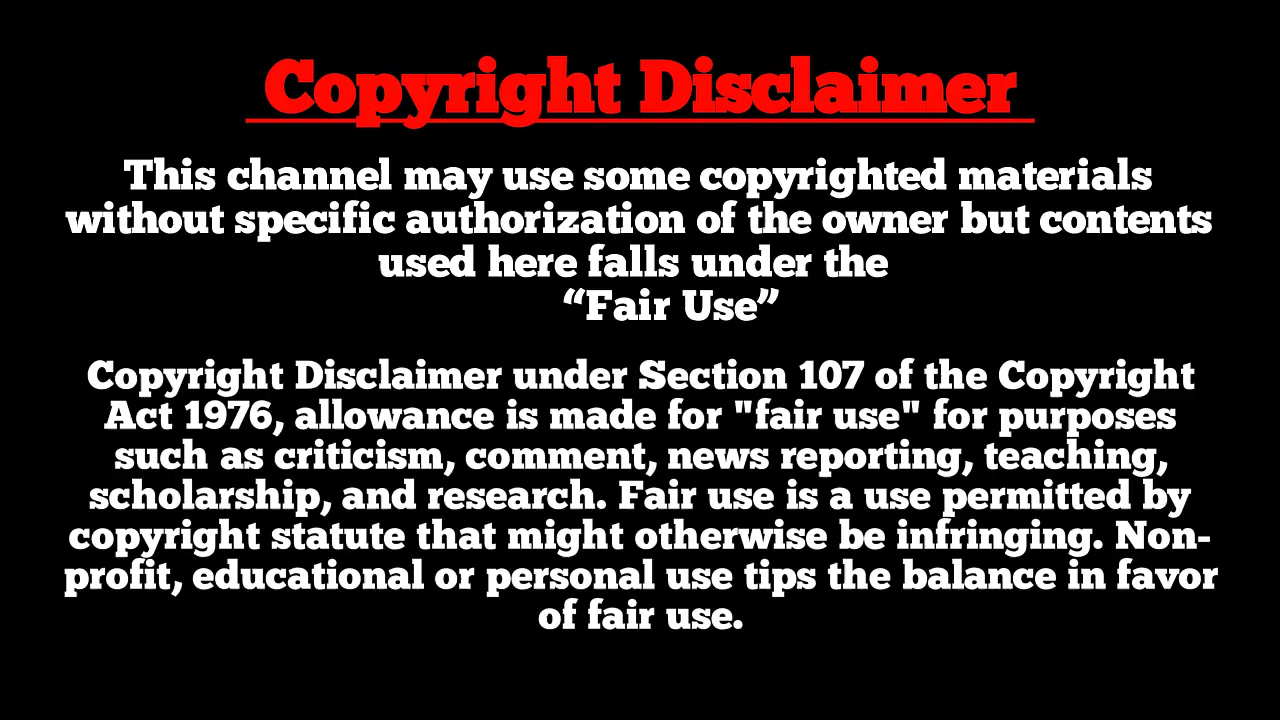 Copyright Disclaimer
This channel may use some copyrighted materials
without specific authorization of the owner but contents
used here falls under the
“Fair Use”
Copyright Disclaimer under Section 107 of the Copyright
Act 1976, allowance is made for "fair use" for purposes
such as criticism, comment, news reporting, teaching,
scholarship, and research. Fair use is a use permitted by
copyright statute that might otherwise be infringing. Non-
profit, educational or personal use tips the balance in favor
of fair use.